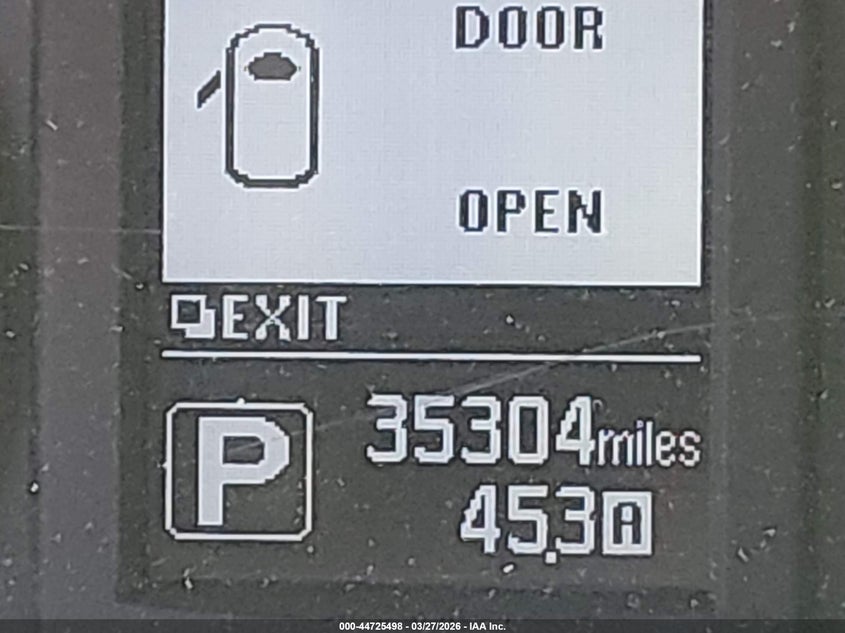 DOOR
OPEN
EXIT
P
35304miles
45.3A
000-44725498 - 03/27/2026 - IAA Inc.